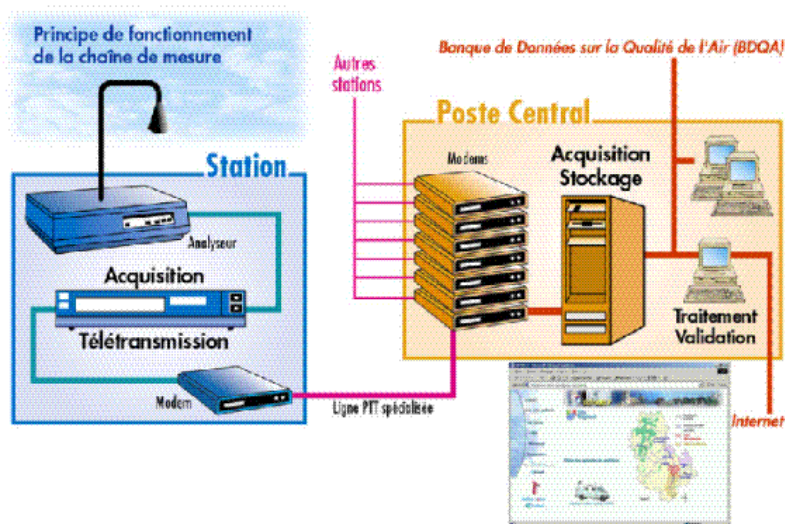 Principe de fonctionnement
de la chaîne de mesure
Station
Analyseur
Acquisition
Télétransmission
Modem
Ligne PTT spécialisée
Autres
stations
Banque de Données sur la Qualité de l'Air (BDQA)
Poste Central
Modems
Acquisition
Stockage
Traitement
Validation
Internet